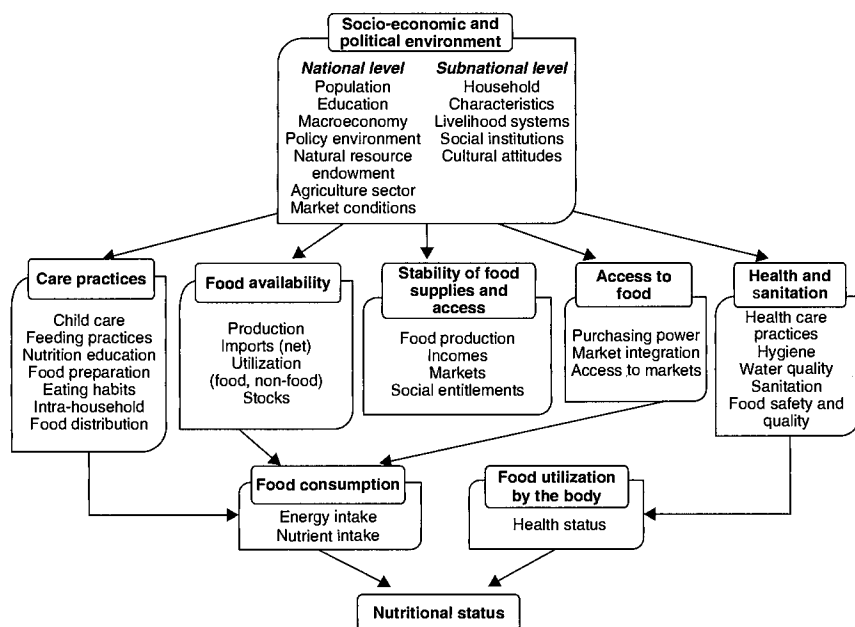 Socio-economic and
political environment
National level
Population
Education
Macroeconomy
Policy environment
Natural resource
endowment
Agriculture sector
Market conditions
Subnational level
Household
Characteristics
Livelihood systems
Social institutions
Cultural attitudes
Care practices
Child care
Feeding practices
Nutrition education
Food preparation
Eating habits
Intra-household
Food distribution
Food availability
Production
Imports (net)
Utilization
(food, non-food)
Stocks
Stability of food
supplies and
access
Food production
Incomes
Markets
Social entitlements
Access to
food
Purchasing power
Market integration
Access to markets
Health and
sanitation
Health care
practices
Hygiene
Water quality
Sanitation
Food safety and
quality
Food consumption
Energy intake
Nutrient intake
Food utilization
by the body
Health status
Nutritional status